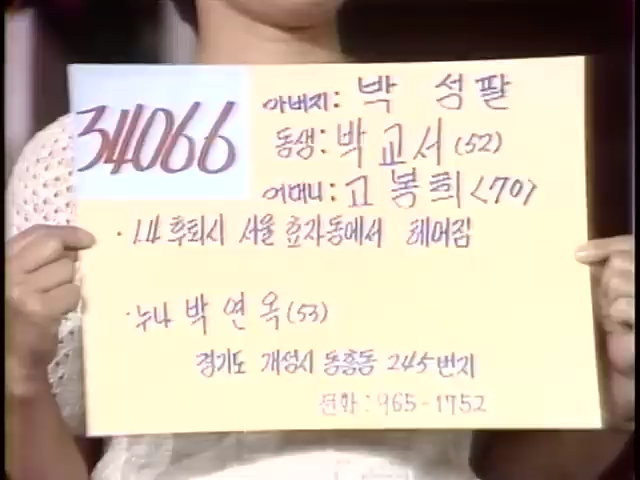 34066
아버지: 박 성팔
동생: 박교서(52)
어머니: 고봉희<70>
· 1.4 후퇴시 서울 효자동에서 헤어짐
· 누나 박연옥(53)
경기도 개성시 동흥동 245번지
전화: 965-1752